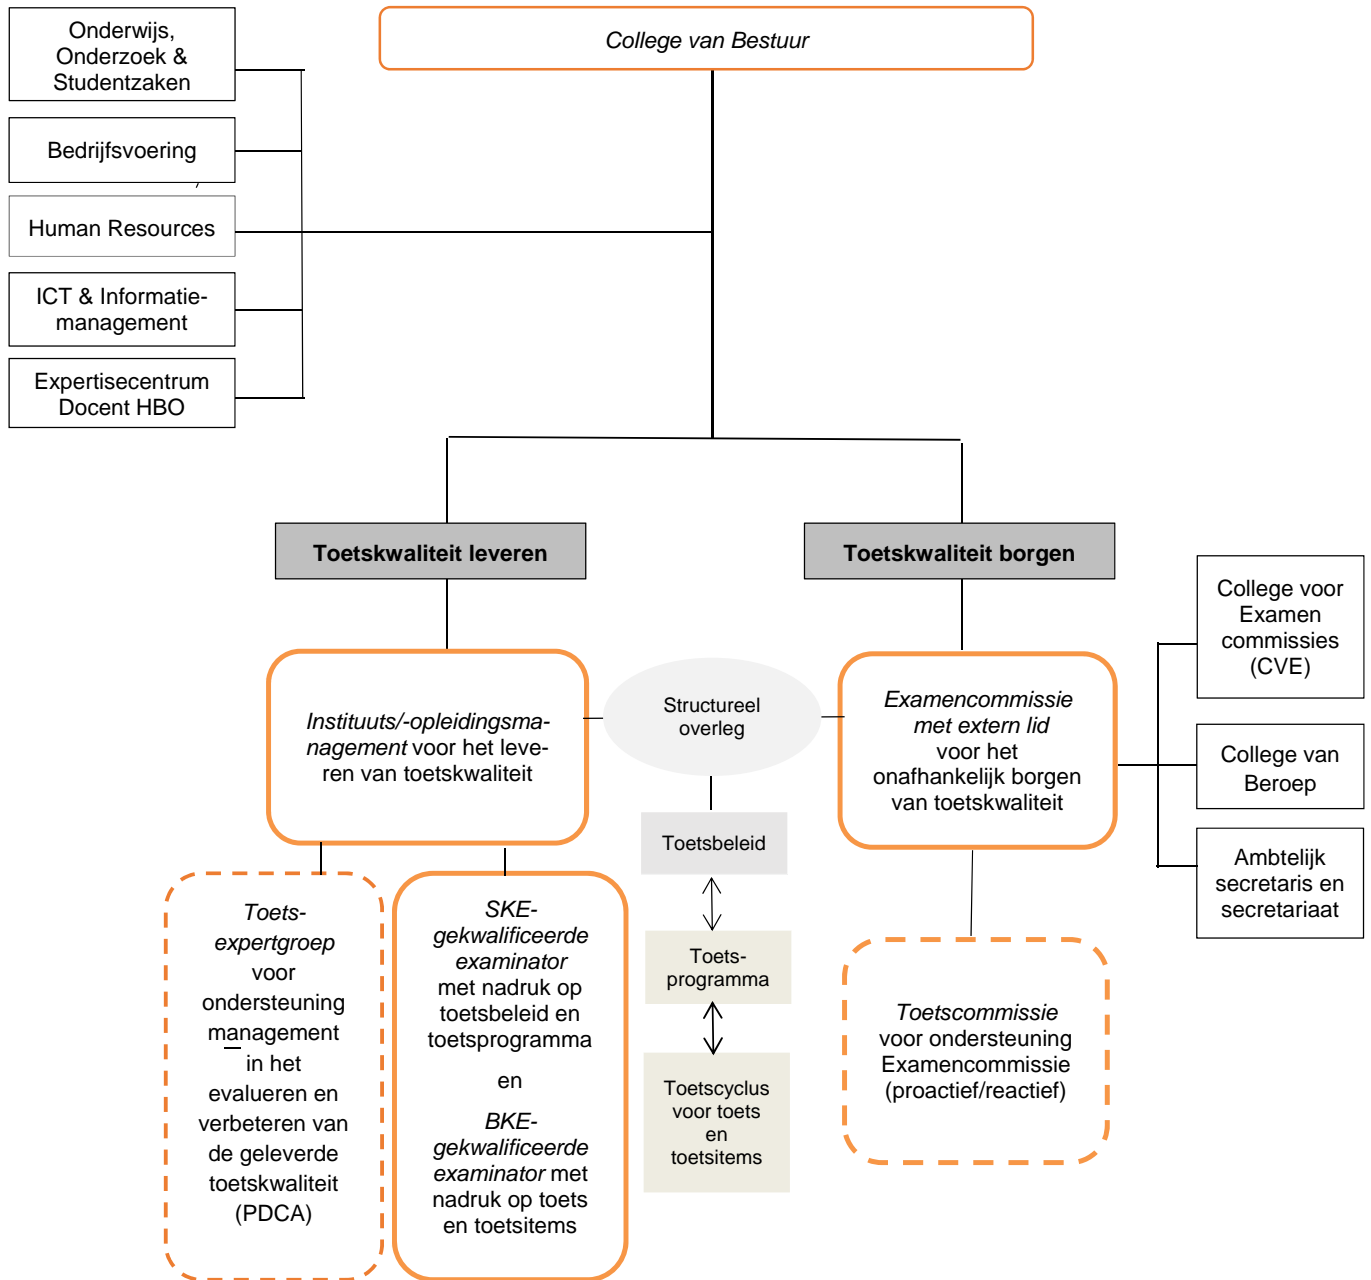 College van Bestuur
Onderwijs,
Onderzoek &
Studentzaken
Bedrijfsvoering
Human Resources
ICT & Informatie-
management
Expertisecentrum
Docent HBO
Toetskwaliteit leveren
Toetskwaliteit borgen
Instituuts/-opleidingsma-
nagement voor het leve-
ren van toetskwaliteit
Structureel
overleg
Examencommissie
met extern lid
voor het
onafhankelijk borgen
van toetskwaliteit
College voor
Examen
commissies
(CVE)
College van
Beroep
Ambtelijk
secretaris en
secretariaat
Toetsbeleid
Toets-
programma
Toetscyclus
voor toets
en
toetsitems
Toets-
expertgroep
voor
ondersteuning
management
in het
evalueren en
verbeteren van
de geleverde
toetskwaliteit
(PDCA)
SKE-
gekwalificeerde
examinator
met nadruk op
toetsbeleid en
toetsprogramma
en
BKE-
gekwalificeerde
examinator met
nadruk op toets
en toetsitems
Toetscommissie
voor ondersteuning
Examencommissie
(proactief/reactief)